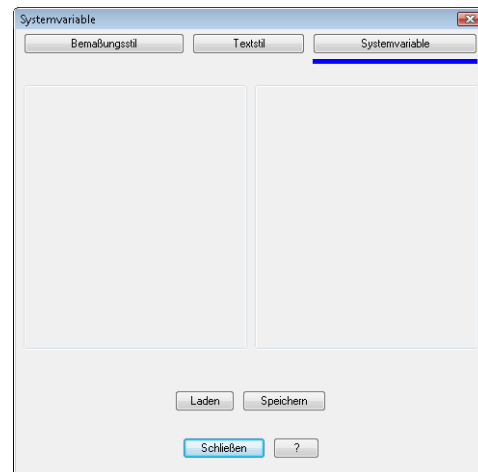 Systemvariable
Bemaßungsstil Textstil Systemvariable
Laden Speichern
Schließen ?